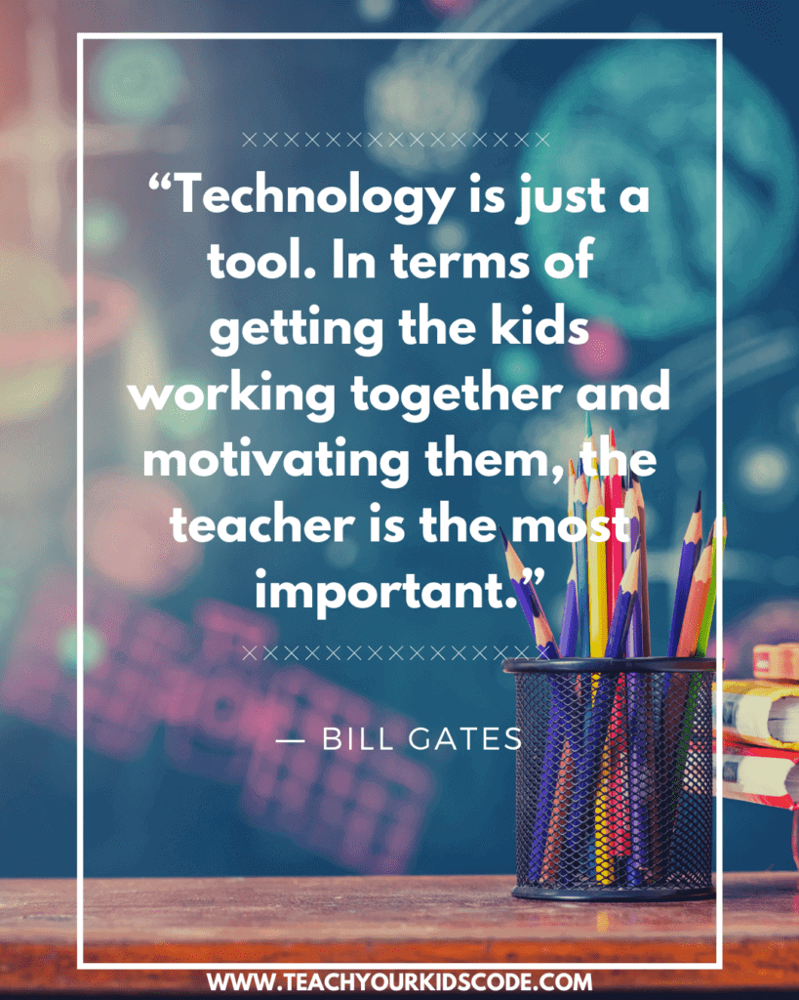 “Technology is just a
tool. In terms of
getting the kids
working together and
motivating them, the
teacher is the most
important.”
— BILL GATES
WWW.TEACHYOURKIDSCODE.COM